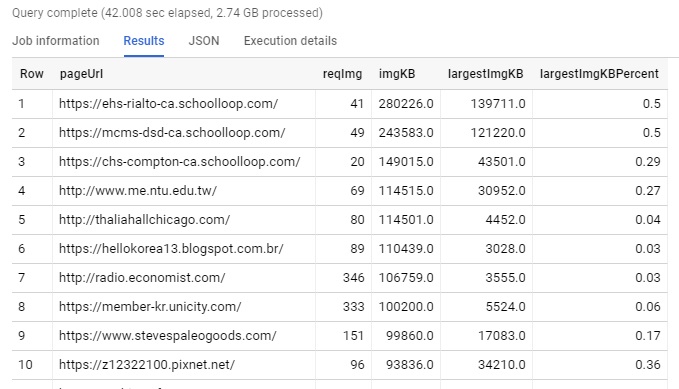 Query complete (42.008 sec elapsed, 2.74 GB processed)
Job information Results JSON Execution details
Row pageUrl reqImg imgKB largestImgKB largestImgKBPercent
1 https://ehs-rialto-ca.schoolloop.com/ 41 280226.0 139711.0 0.5
2 https://mcms-dsd-ca.schoolloop.com/ 49 243583.0 121220.0 0.5
3 https://chs-compton-ca.schoolloop.com/ 20 149015.0 43501.0 0.29
4 http://www.me.ntu.edu.tw/ 69 114515.0 30952.0 0.27
5 http://thaliahallchicago.com/ 80 114501.0 4452.0 0.04
6 https://hellokorea13.blogspot.com.br/ 89 110439.0 3028.0 0.03
7 http://radio.economist.com/ 346 106759.0 3555.0 0.03
8 https://member-kr.unicity.com/ 333 100200.0 5524.0 0.06
9 https://www.stevespaleogoods.com/ 151 99860.0 17083.0 0.17
10 https://z12322100.pixnet.net/ 96 93836.0 34210.0 0.36